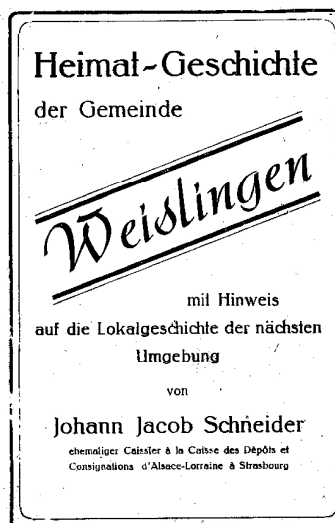 Heimat-Geschichte
der Gemeinde
Weislingen
mit Hinweis
auf die Lokalgeschichte der nächsten
Umgebung
von
Johann Jacob Schneider
ehemaliger Caissier à la Caisse des Dépôts et
Consignations d'Alsace-Lorraine à Strasbourg